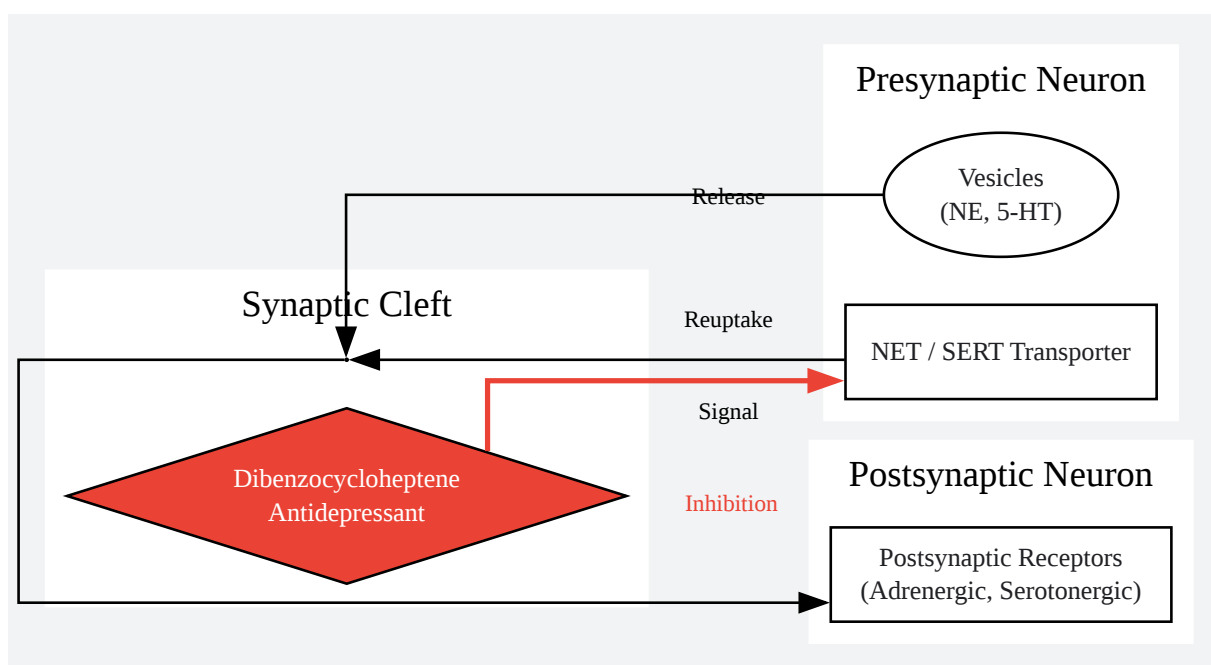 Presynaptic Neuron
Vesicles
(NE, 5-HT)
Release
Synaptic Cleft
Reuptake
NET / SERT Transporter
Signal
Dibenzocycloheptene
Antidepressant
Inhibition
Postsynaptic Neuron
Postsynaptic Receptors
(Adrenergic, Serotonergic)